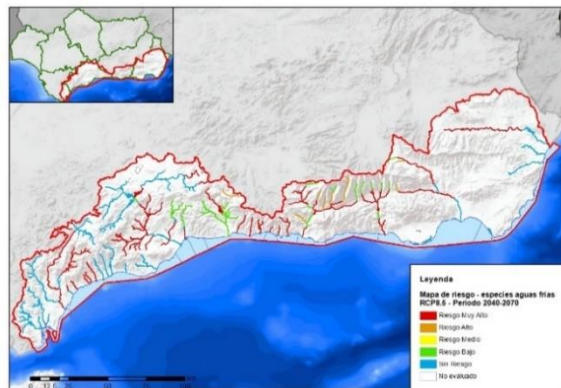 Leyenda
Mapa de riesgo - especies aguas frías
RCP8.5 - Periodo 2040-2070
Riesgo Muy Alto
Riesgo Alto
Riesgo Medio
Riesgo Bajo
Sin Riesgo
No evaluado